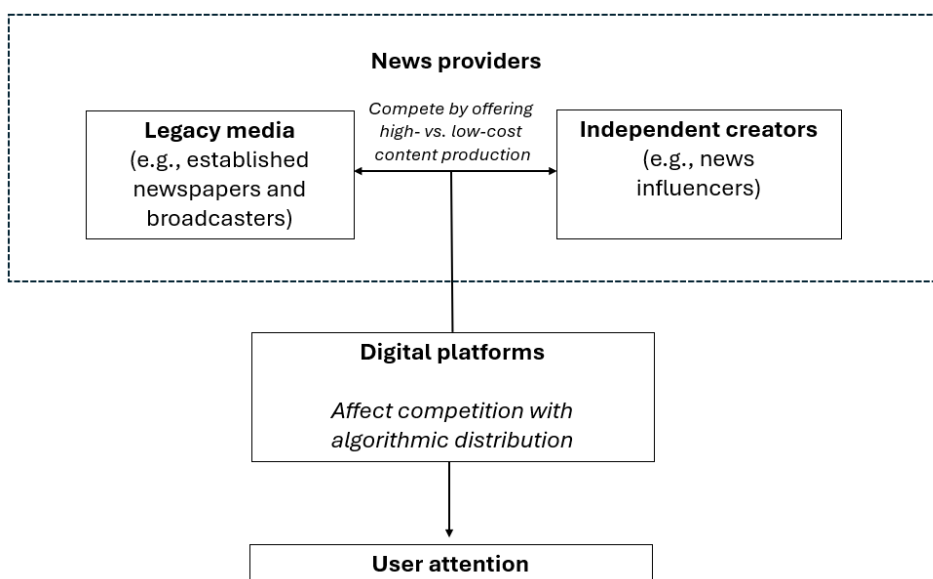 News providers
Compete by offering
high- vs. low-cost
content production
Legacy media
(e.g., established
newspapers and
broadcasters)
Independent creators
(e.g., news
influencers)
Digital platforms
Affect competition with
algorithmic distribution
User attention